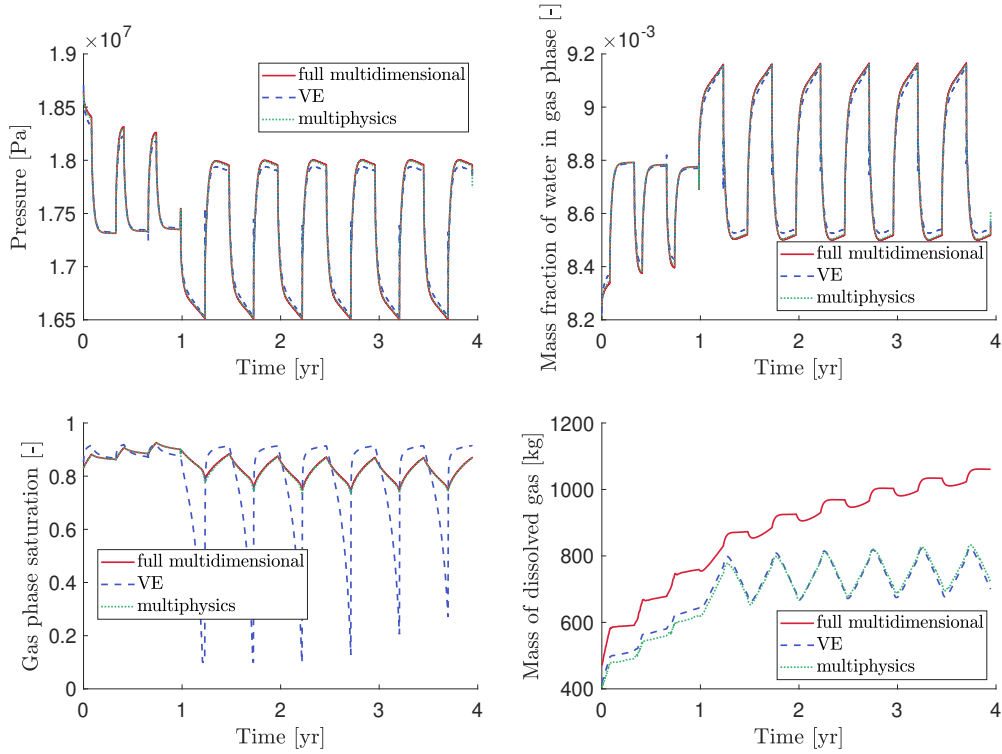 ×10⁷
1.9
1.85
1.8
1.75
1.7
1.65
0
1
2
3
4
Pressure [Pa]
Time [yr]
full multidimensional
VE
multiphysics
×10⁻³
9.2
9
8.8
8.6
8.4
8.2
0
1
2
3
4
Mass fraction of water in gas phase [-]
Time [yr]
full multidimensional
VE
multiphysics
1
0.8
0.6
0.4
0.2
0
0
1
2
3
4
Gas phase saturation [-]
Time [yr]
full multidimensional
VE
multiphysics
1200
1000
800
600
400
0
1
2
3
4
Mass of dissolved gas [kg]
Time [yr]
full multidimensional
VE
multiphysics